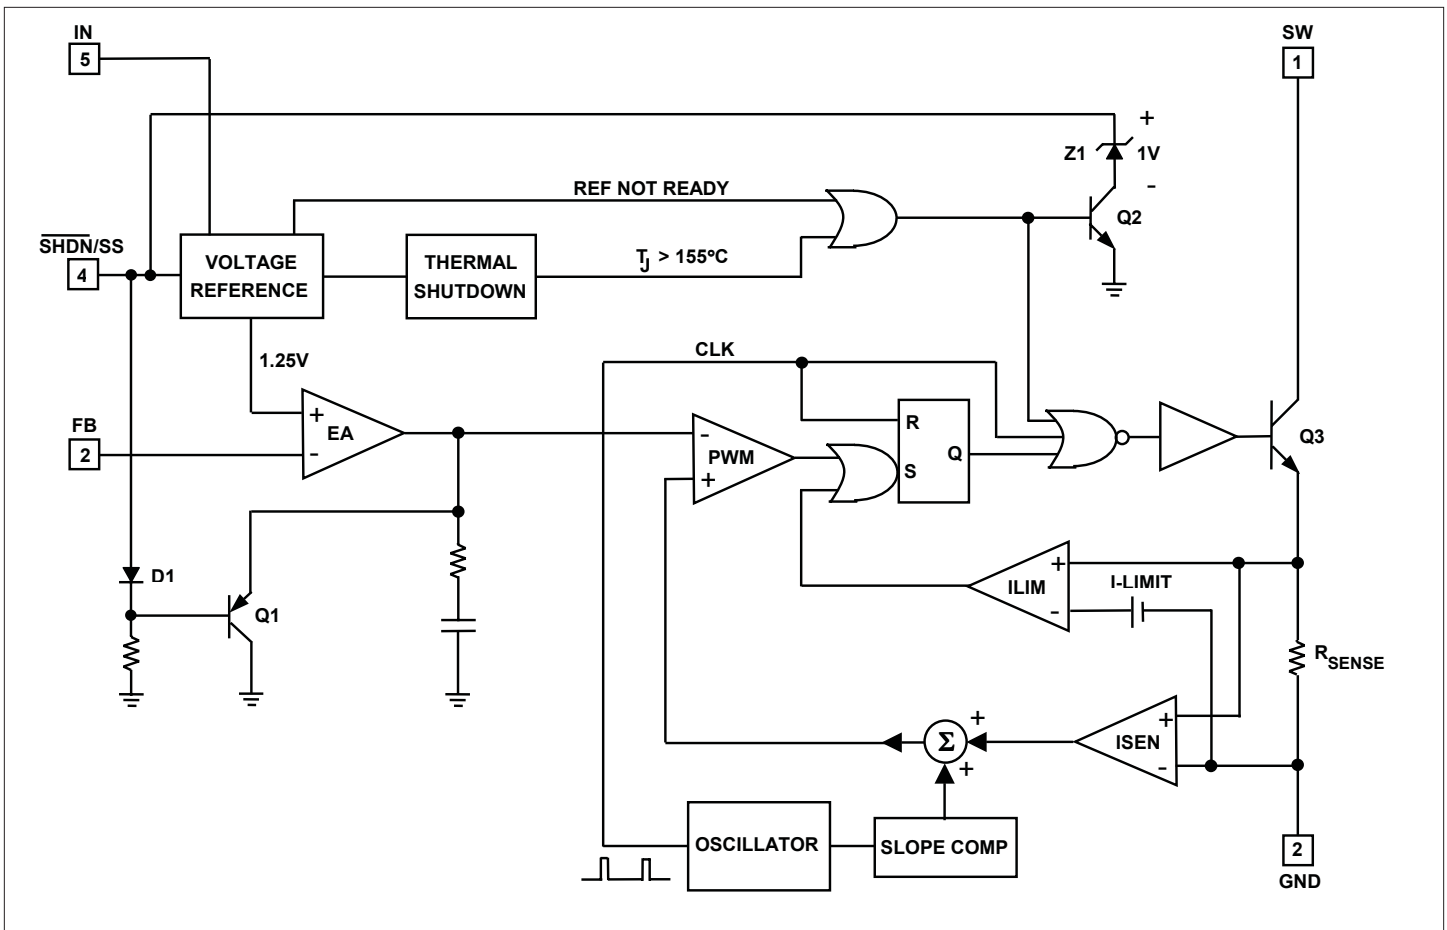 IN
5
SW
1
+
Z1
1V
-
Q2
REF NOT READY
SHDN/SS
4
VOLTAGE
REFERENCE
THERMAL
SHUTDOWN
TJ > 155ºC
1.25V
CLK
FB
2
+
EA
-
-
PWM
+
R
Q
S
Q3
D1
Q1
+
ILIM
-
I-LIMIT
RSENSE
+
Σ
+
+
ISEN
-
OSCILLATOR
SLOPE COMP
2
GND